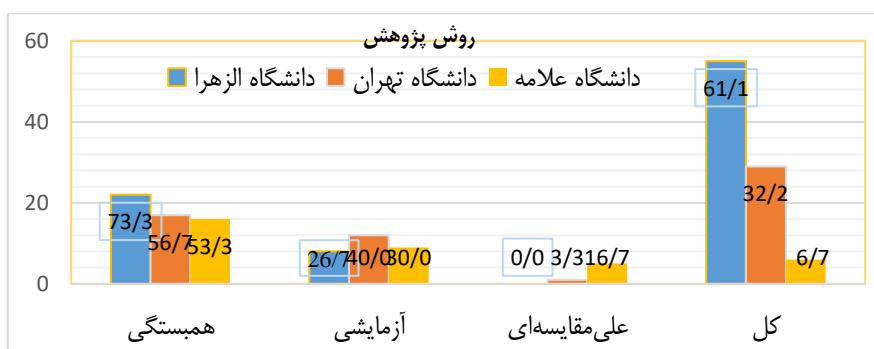 روش پژوهش
دانشگاه الزهرا دانشگاه تهران دانشگاه علامه
60
40
20
0
73/3 56/7 53/3
26/7 40/0 30/0
0/0 3/3 16/7
61/1 32/2 6/7
همبستگی آزمایشی علی‌مقایسه‌ای کل